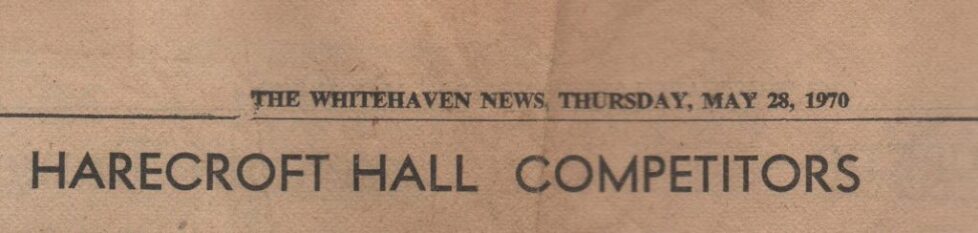 THE WHITEHAVEN NEWS, THURSDAY, MAY 28, 1970
HARECROFT HALL COMPETITORS